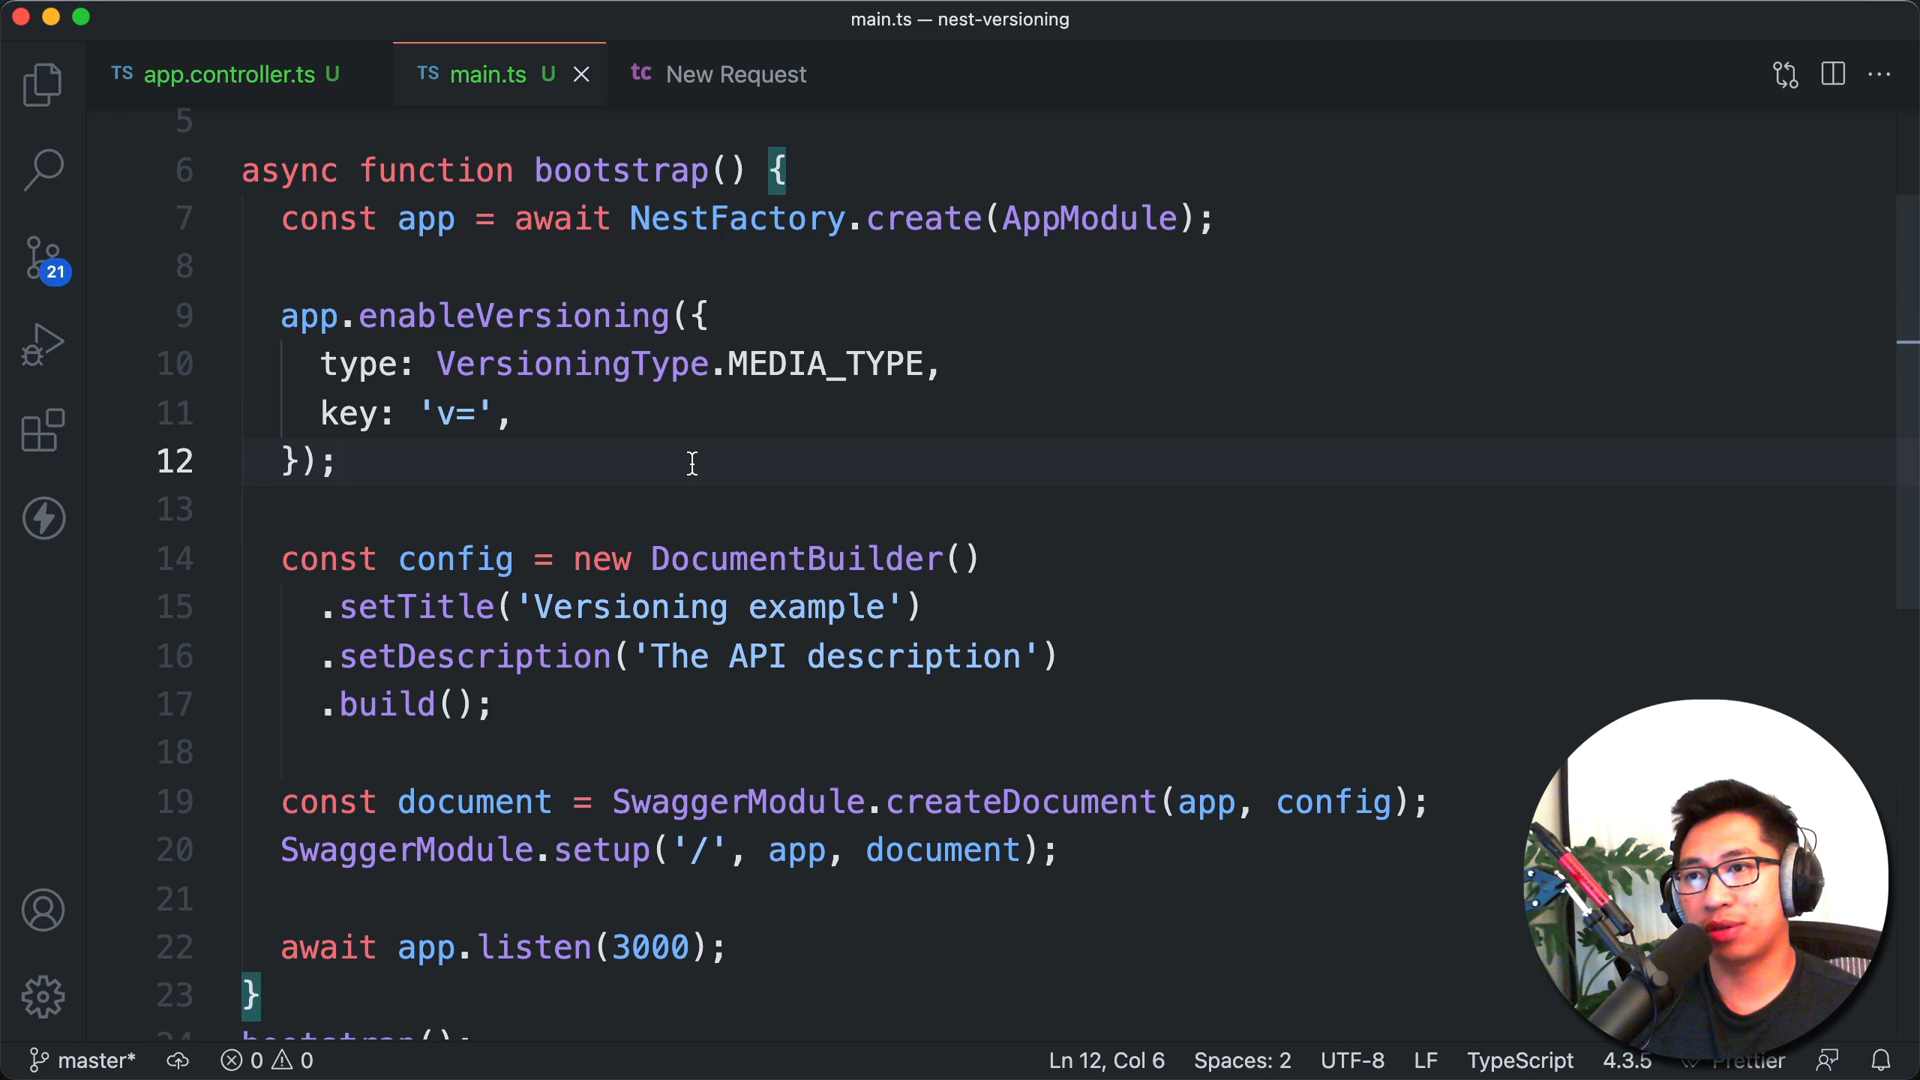 main.ts — nest-versioning
TS app.controller.ts U
TS main.ts U
tc New Request
5
6 async function bootstrap() {
7 const app = await NestFactory.create(AppModule);
8
9 app.enableVersioning({
10 type: VersioningType.MEDIA_TYPE,
11 key: 'v=',
12 });
13
14 const config = new DocumentBuilder()
15 .setTitle('Versioning example')
16 .setDescription('The API description')
17 .build();
18
19 const document = SwaggerModule.createDocument(app, config);
20 SwaggerModule.setup('/', app, document);
21
22 await app.listen(3000);
23 }
24 bootstrap();
21
master* 0 0 Ln 12, Col 6 Spaces: 2 UTF-8 LF TypeScript 4.3.5 Prettier